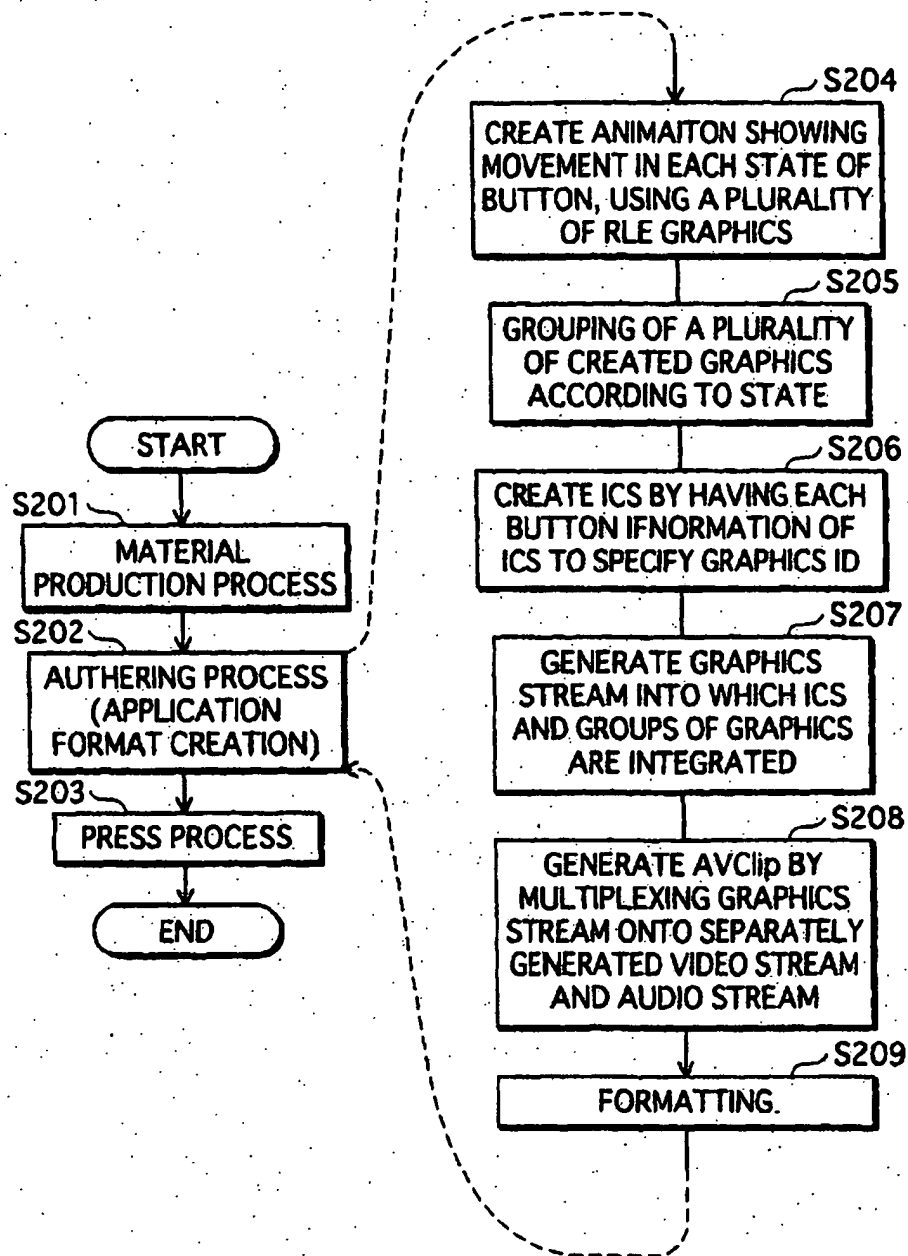 START
S201
MATERIAL
PRODUCTION PROCESS
S202
AUTHERING PROCESS
(APPLICATION
FORMAT CREATION)
S203
PRESS PROCESS
END
S204
CREATE ANIMAITON SHOWING
MOVEMENT IN EACH STATE OF
BUTTON, USING A PLURALITY
OF RLE GRAPHICS
S205
GROUPING OF A PLURALITY
OF CREATED GRAPHICS
ACCORDING TO STATE
S206
CREATE ICS BY HAVING EACH
BUTTON IFNORMATION OF
ICS TO SPECIFY GRAPHICS ID
S207
GENERATE GRAPHICS
STREAM INTO WHICH ICS
AND GROUPS OF GRAPHICS
ARE INTEGRATED
S208
GENERATE AVClip BY
MULTIPLEXING GRAPHICS
STREAM ONTO SEPARATELY
GENERATED VIDEO STREAM
AND AUDIO STREAM
S209
FORMATTING.